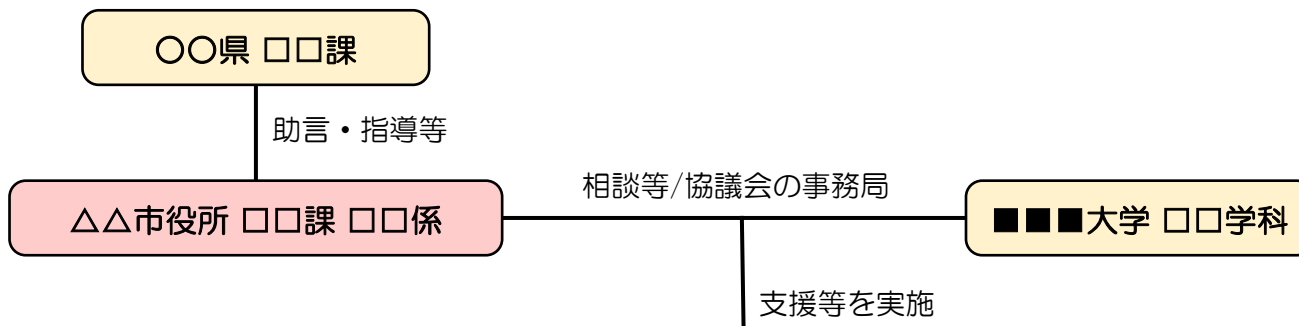 〇〇県 □□課
助言・指導等
相談等/協議会の事務局
△△市役所 □□課 □□係
■■■大学 □□学科
支援等を実施